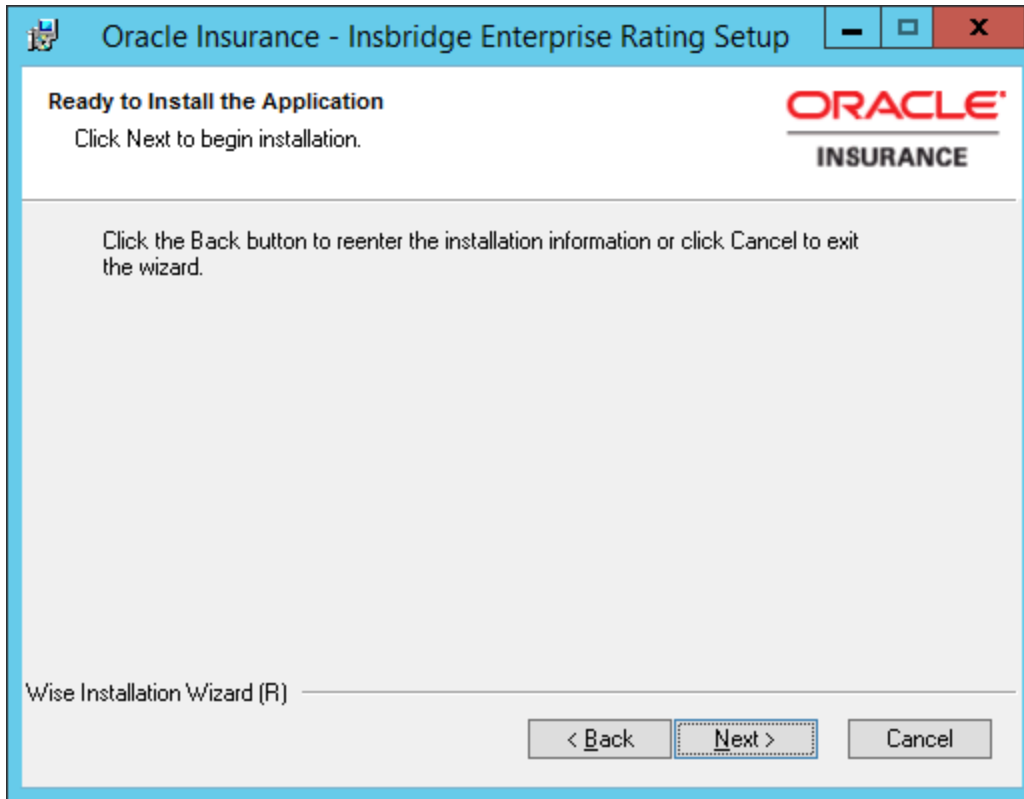 Oracle Insurance - Insbridge Enterprise Rating Setup
Ready to Install the Application
Click Next to begin installation.
ORACLE
INSURANCE
Click the Back button to reenter the installation information or click Cancel to exit
the wizard.
Wise Installation Wizard (R)
< Back Next > Cancel